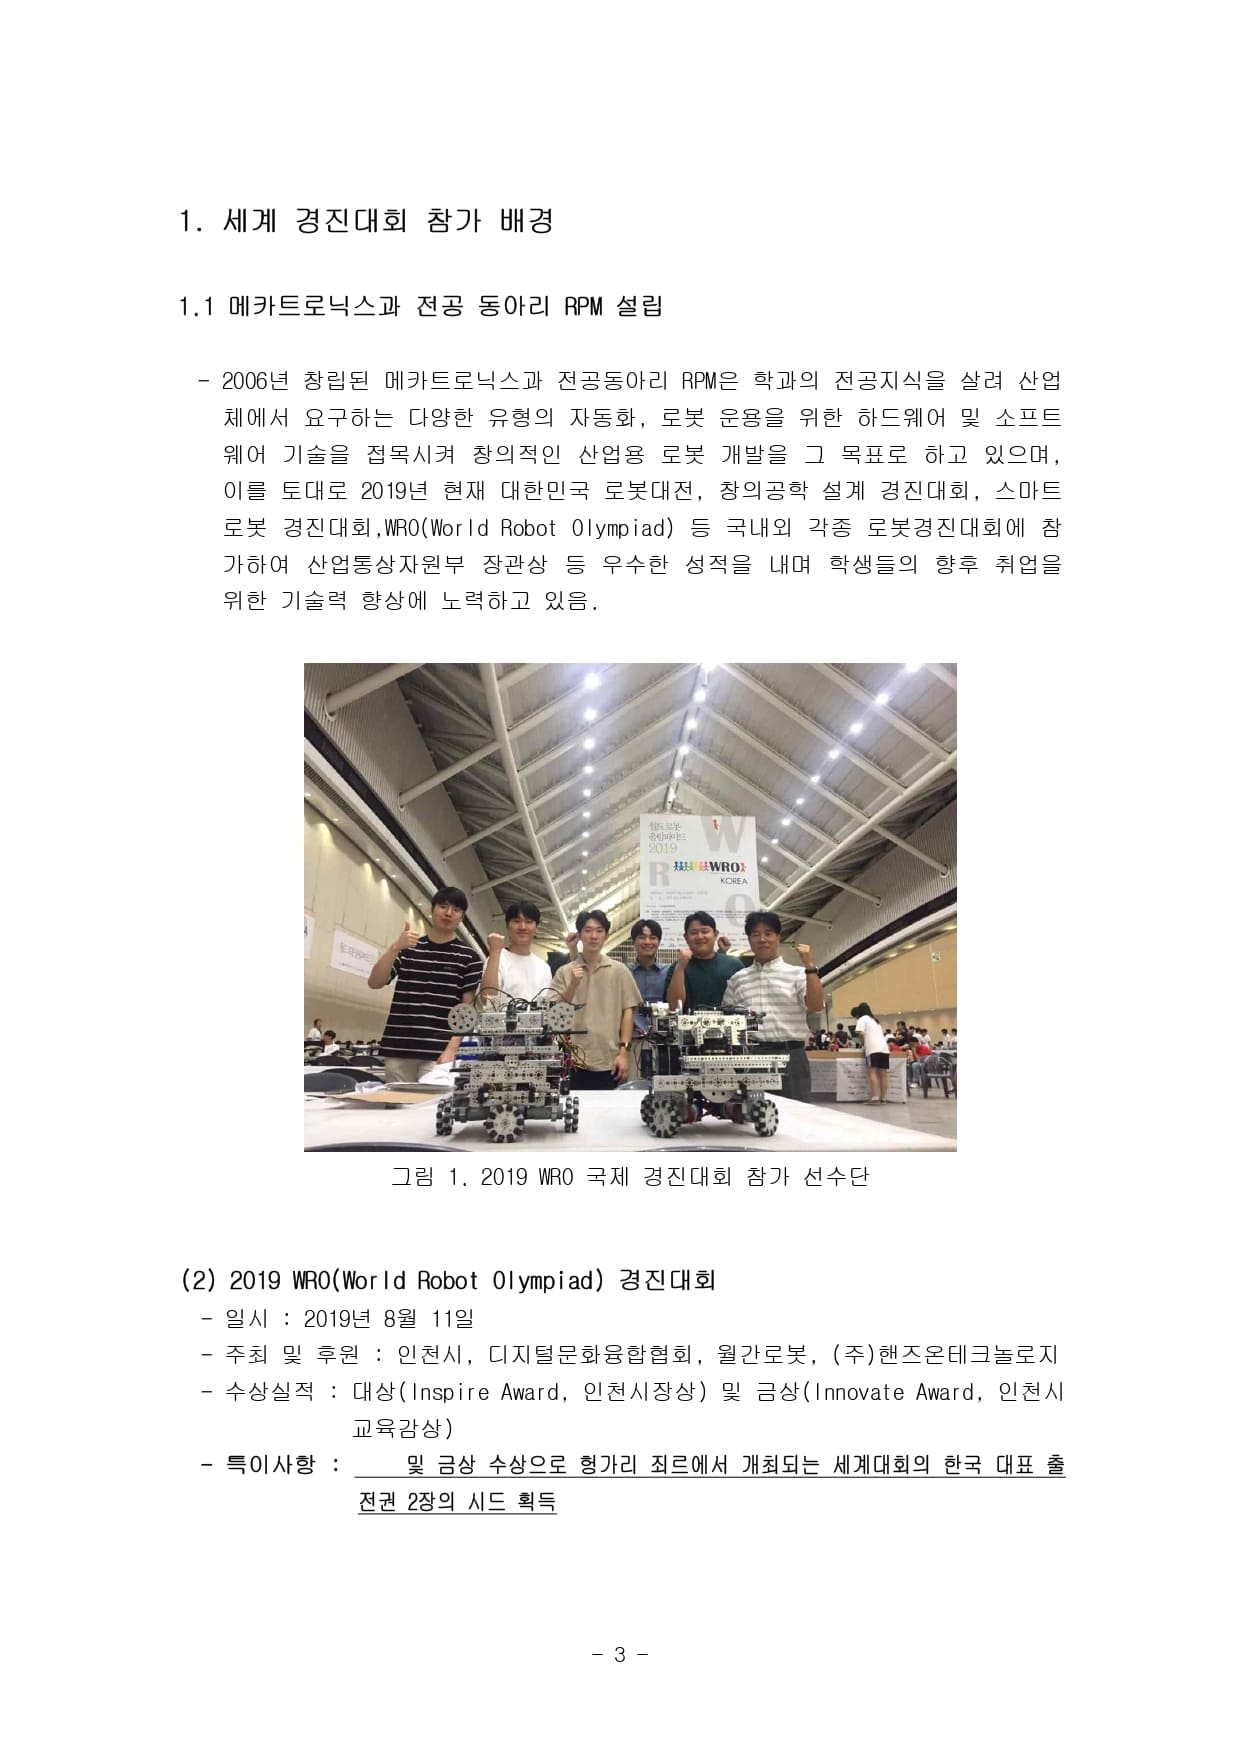 1. 세계 경진대회 참가 배경
1.1 메카트로닉스과 전공 동아리 RPM 설립
- 2006년 창립된 메카트로닉스과 전공동아리 RPM은 학과의 전공지식을 살려 산업
체에서 요구하는 다양한 유형의 자동화, 로봇 운용을 위한 하드웨어 및 소프트
웨어 기술을 접목시켜 창의적인 산업용 로봇 개발을 그 목표로 하고 있으며,
이를 토대로 2019년 현재 대한민국 로봇대전, 창의공학 설계 경진대회, 스마트
로봇 경진대회,WRO(World Robot Olympiad) 등 국내외 각종 로봇경진대회에 참
가하여 산업통상자원부 장관상 등 우수한 성적을 내며 학생들의 향후 취업을
위한 기술력 향상에 노력하고 있음.
월드로봇
올림피아드
2019
W
R
WRO
KOREA
O
그림 1. 2019 WRO 국제 경진대회 참가 선수단
(2) 2019 WRO(World Robot Olympiad) 경진대회
- 일시 : 2019년 8월 11일
- 주최 및 후원 : 인천시, 디지털문화융합협회, 월간로봇, (주)핸즈온테크놀로지
- 수상실적 : 대상(Inspire Award, 인천시장상) 및 금상(Innovate Award, 인천시
교육감상)
- 특이사항 : 및 금상 수상으로 헝가리 죄르에서 개최되는 세계대회의 한국 대표 출
전권 2장의 시드 획득
- 3 -